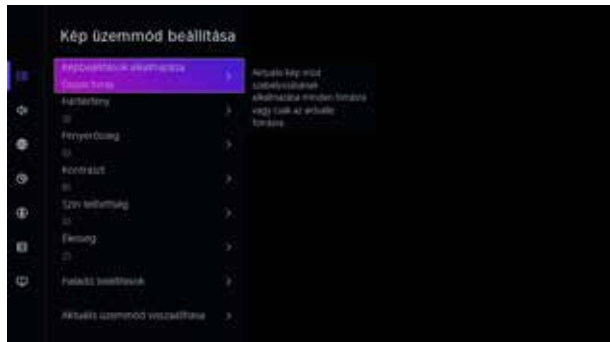 Kép üzemmód beállítása
Képbeállítások alkalmazása
Összes forrás
Háttérfény
Fényerősség
Kontraszt
Szín telítettség
Élesség
Haladó beállítások
Aktuális üzemmód visszaállítása
Aktuális kép mód
szabályozásának
alkalmazása minden forrásra
vagy csak az aktuális
forrásra